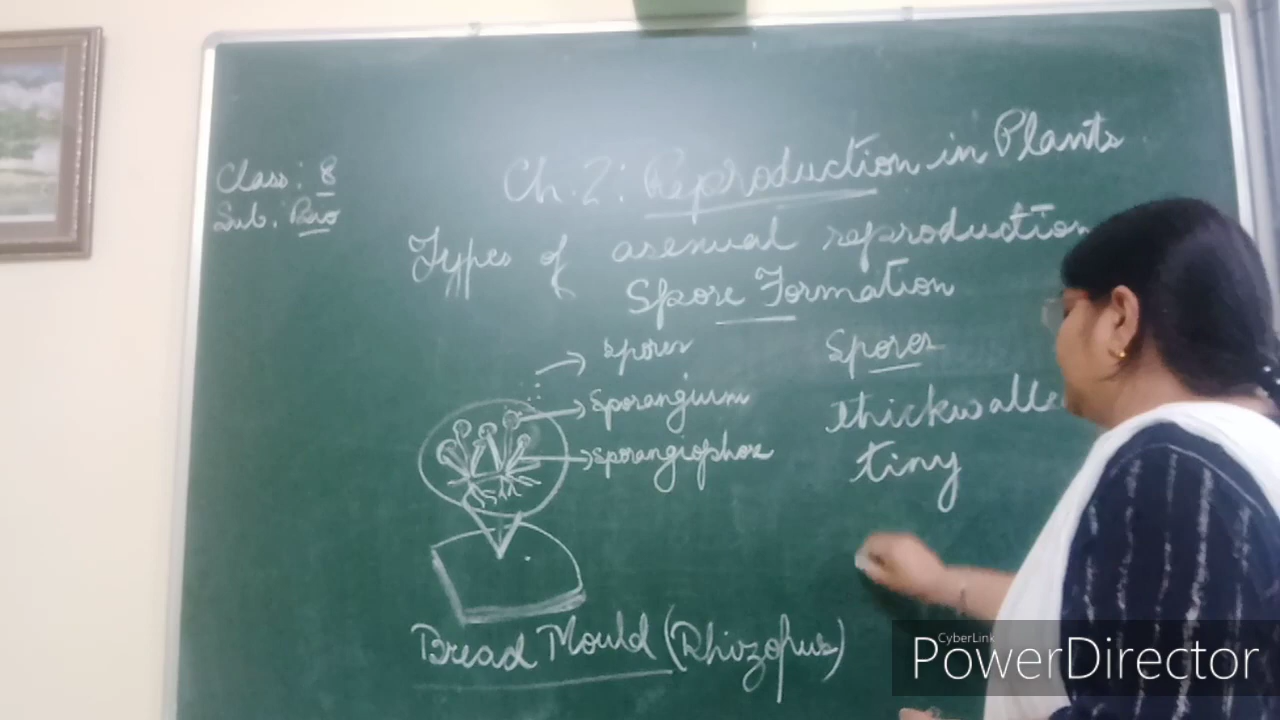 Class: 8
Sub: Bio
Ch. 2: Reproduction in Plants
Types of asexual reproduction
Spore Formation
Spores
Sporangium
Sporangiophore
Spores
thickwalle
tiny
Bread Mould (Rhizopus)
CyberLink
PowerDirector